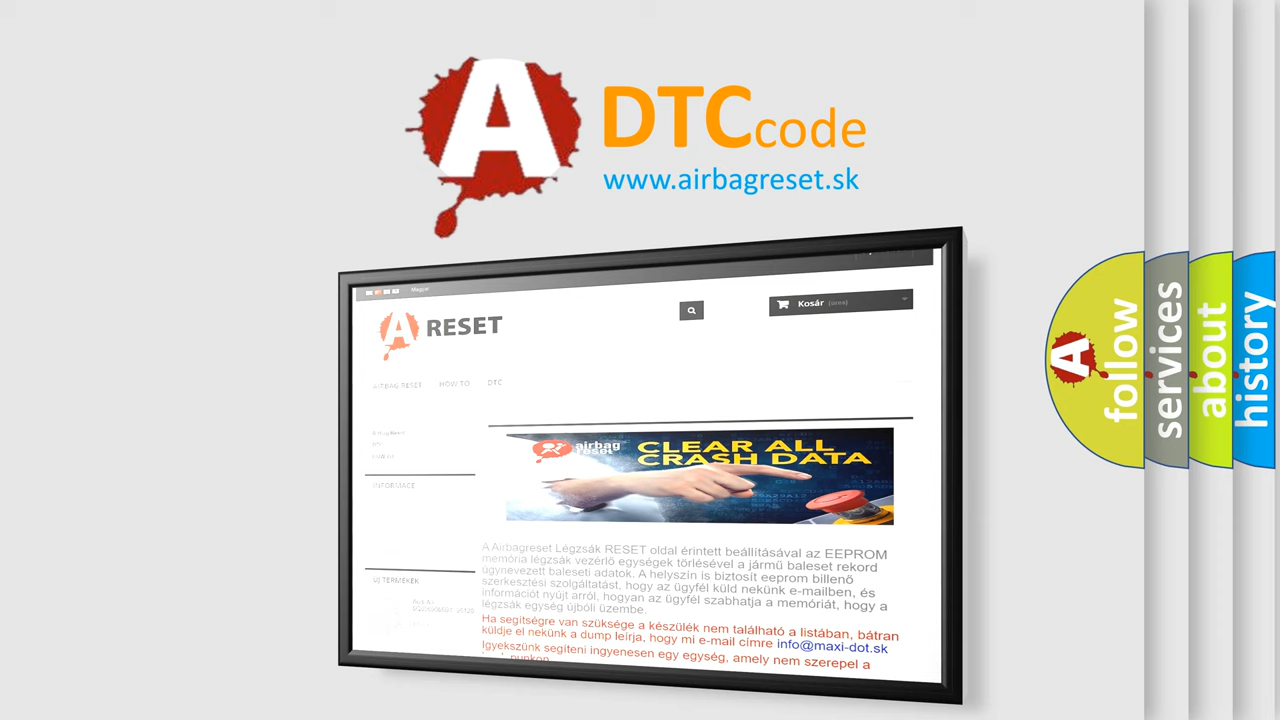 A
DTCcode
www.airbagreset.sk
Magyar
Kosár (üres)
A RESET
AIRBAG RESET HOW TO DTC
INFORMACE
airbag
reset
CLEAR ALL
CRASH DATA
A Airbagreset Légzsák RESET oldal érintett beállításával az EEPROM
memória légzsák vezérlő egységek törlésével a jármű baleset rekord
úgynevezett baleseti adatok. A helyszín is biztosít eeprom billenő
szerkesztési szolgáltatást, hogy az ügyfél küld nekünk e-mailben, és
információt nyújt arról, hogyan az ügyfél szabhatja a memóriát, hogy a
légzsák egység újbóli üzembe.
Ha segítségre van szüksége a készülék nem található a listában, bátran
küldje el nekünk a dump leírja, hogy mi e-mail címre info@maxi-dot.sk
Igyekszünk segíteni ingyenesen egy egység, amely nem szerepel a
ÚJ TERMÉKEK
A
follow
services
about
history